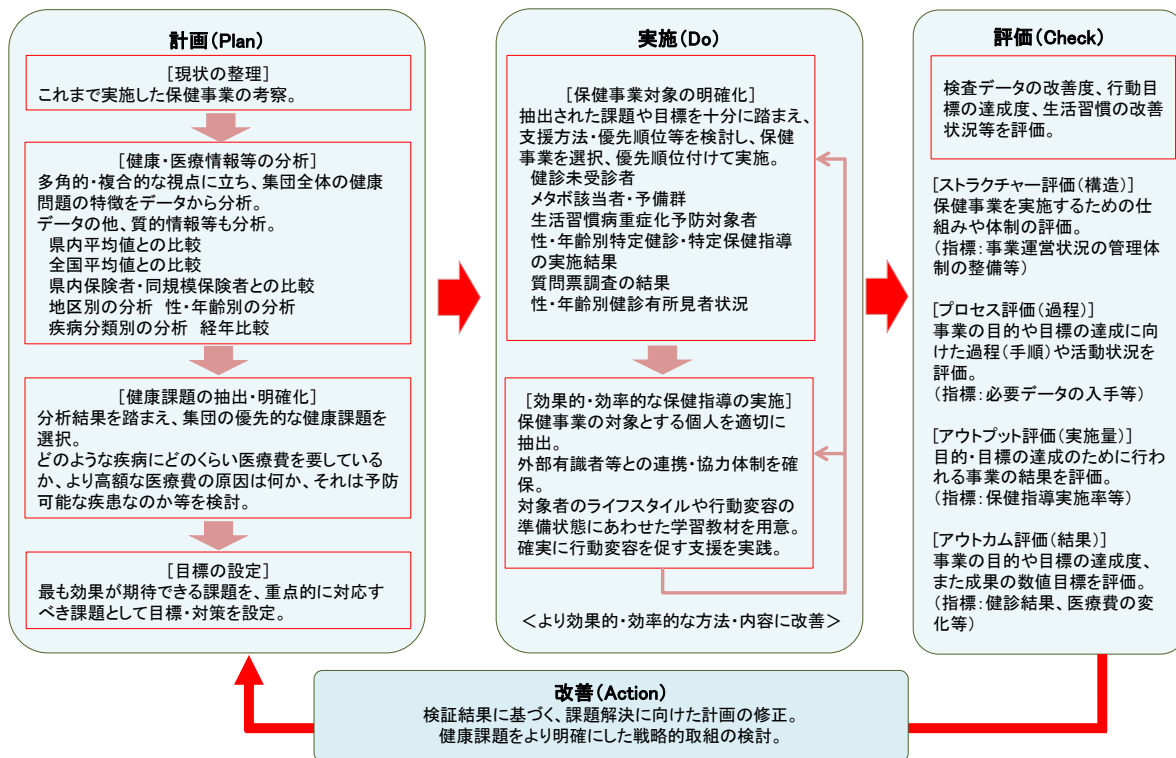 計画(Plan)
[現状の整理]
これまで実施した保健事業の考察。
[健康・医療情報等の分析]
多角的・複合的な視点に立ち、集団全体の健康
問題の特徴をデータから分析。
データの他、質的情報等も分析。
県内平均値との比較
全国平均値との比較
県内保険者・同規模保険者との比較
地区別の分析 性・年齢別の分析
疾病分類別の分析 経年比較
[健康課題の抽出・明確化]
分析結果を踏まえ、集団の優先的な健康課題を
選択。
どのような疾病にどのくらい医療費を要している
か、より高額な医療費の原因は何か、それは予防
可能な疾患なのか等を検討。
[目標の設定]
最も効果が期待できる課題を、重点的に対応す
べき課題として目標・対策を設定。
実施(Do)
[保健事業対象の明確化]
抽出された課題や目標を十分に踏まえ、
支援方法・優先順位等を検討し、保健
事業を選択、優先順位付けて実施。
健診未受診者
メタボ該当者・予備群
生活習慣病重症化予防対象者
性・年齢別特定健診・特定保健指導
の実施結果
質問票調査の結果
性・年齢別健診有所見者状況
[効果的・効率的な保健指導の実施]
保健事業の対象とする個人を適切に
抽出。
外部有識者等との連携・協力体制を確
保。
対象者のライフスタイルや行動変容の
準備状態にあわせた学習教材を用意。
確実に行動変容を促す支援を実践。
＜より効果的・効率的な方法・内容に改善＞
評価(Check)
検査データの改善度、行動目
標の達成度、生活習慣の改善
状況等を評価。
[ストラクチャー評価(構造)]
保健事業を実施するための仕
組みや体制の評価。
(指標:事業運営状況の管理体
制の整備等)
[プロセス評価(過程)]
事業の目的や目標の達成に向
けた過程(手順)や活動状況を
評価。
(指標:必要データの入手等)
[アウトプット評価(実施量)]
目的・目標の達成のために行わ
れる事業の結果を評価。
(指標:保健指導実施率等)
[アウトカム評価(結果)]
事業の目的や目標の達成度、
また成果の数値目標を評価。
(指標:健診結果、医療費の変
化等)
改善(Action)
検証結果に基づく、課題解決に向けた計画の修正。
健康課題をより明確にした戦略的取組の検討。